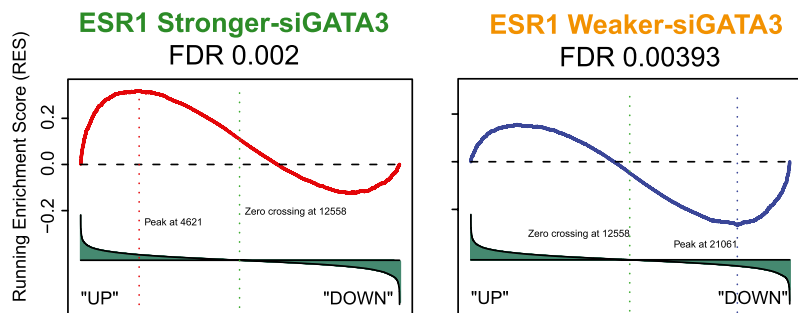 ESR1 Stronger-siGATA3
FDR 0.002
ESR1 Weaker-siGATA3
FDR 0.00393
Running Enrichment Score (RES)
0.2
0.0
−0.2
Peak at 4621
Zero crossing at 12558
"UP"
"DOWN"
Zero crossing at 12558
Peak at 21061
"UP"
"DOWN"